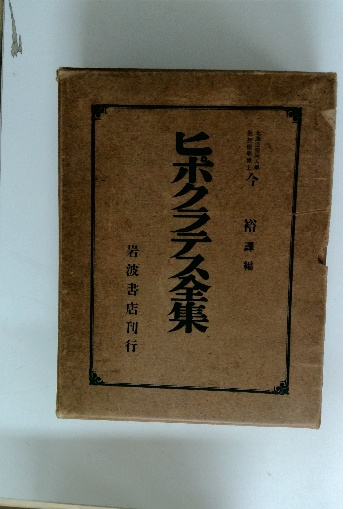 今 裕 譯編
ヒポクラテス全集
岩波書店刊行